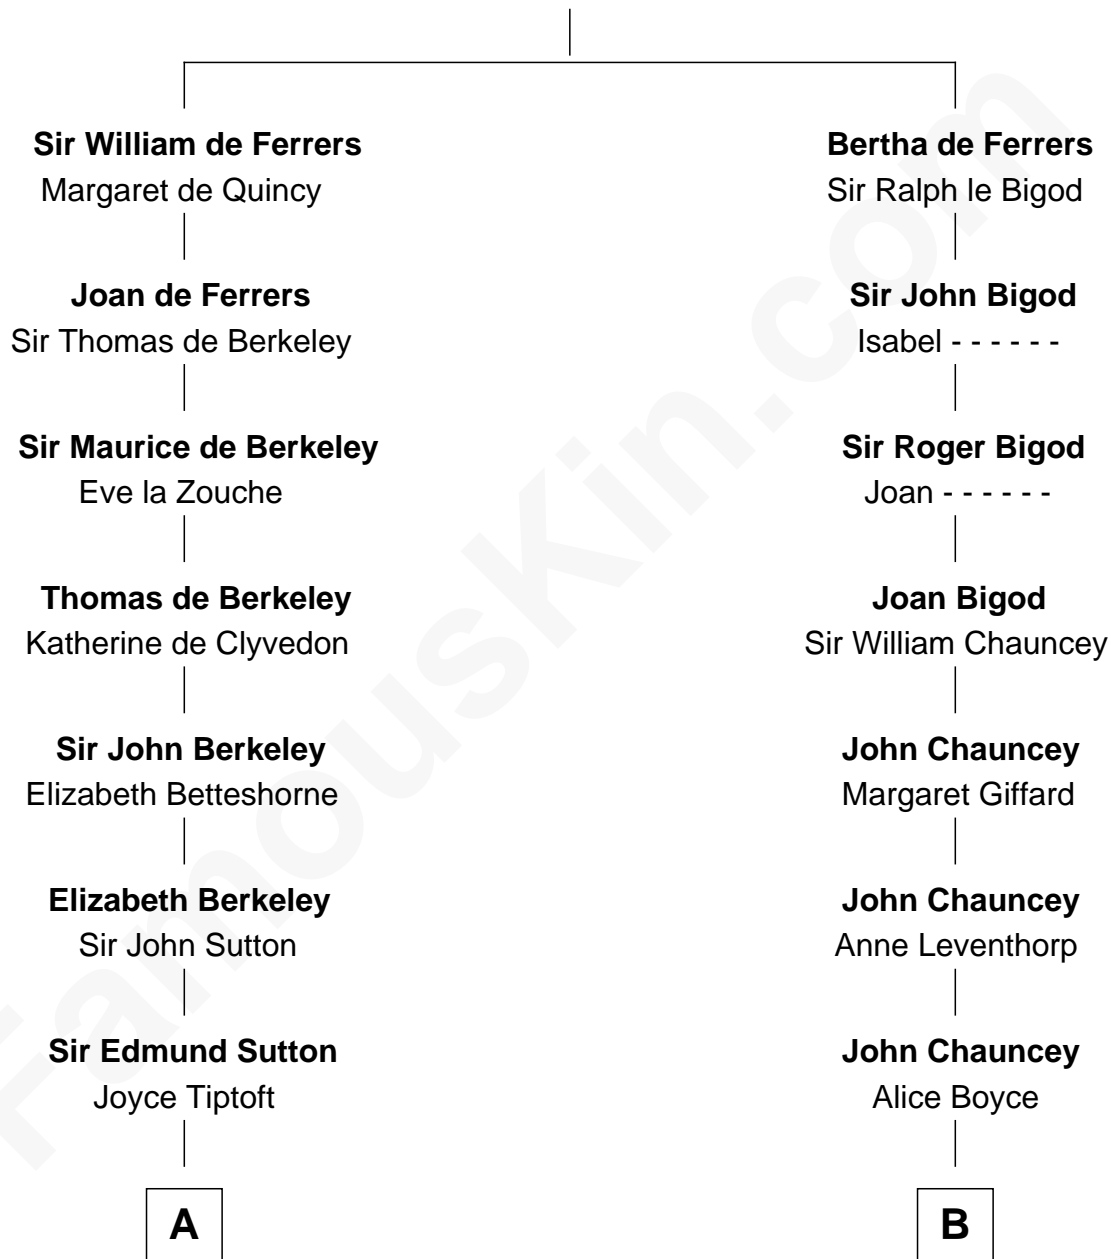 Sir William de Ferrers
Margaret de Quincy
Joan de Ferrers
Sir Thomas de Berkeley
Sir Maurice de Berkeley
Eve la Zouche
Thomas de Berkeley
Katherine de Clyvedon
Sir John Berkeley
Elizabeth Betteshorne
Elizabeth Berkeley
Sir John Sutton
Sir Edmund Sutton
Joyce Tiptoft
A
Bertha de Ferrers
Sir Ralph le Bigod
Sir John Bigod
Isabel - - - - - -
Sir Roger Bigod
Joan - - - - - -
Joan Bigod
Sir William Chauncey
John Chauncey
Margaret Giffard
John Chauncey
Anne Leventhorp
John Chauncey
Alice Boyce
B
FamousKin.com